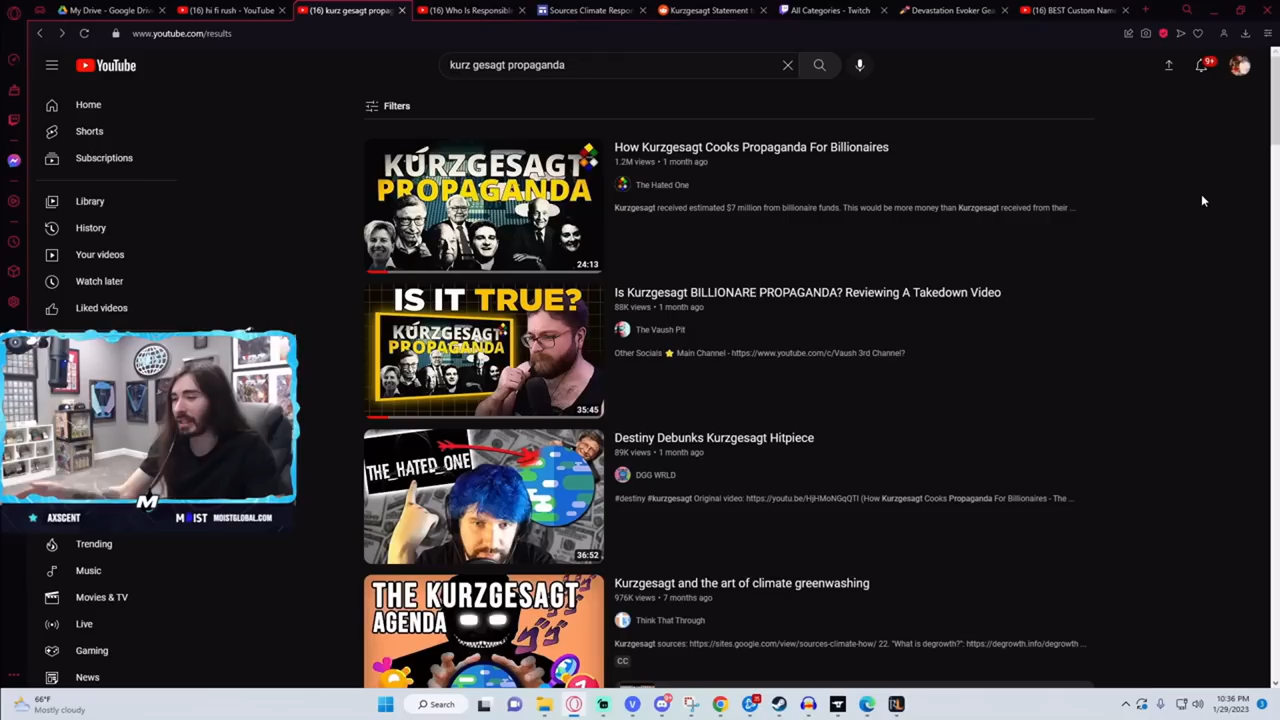 My Drive - Google Driv
(16) hi fi rush - YouTube
(16) kurz gesagt propag
(16) Who Is Responsible
Sources Climate Respon
Kurzgesagt Statement t
All Categories - Twitch
Devastation Evoker Gea
(16) BEST Custom Nam
www.youtube.com/results
YouTube
kurz gesagt propaganda
9+
Home
Shorts
Subscriptions
Library
History
Your videos
Watch later
Liked videos
Trending
Music
Movies & TV
Live
Gaming
News
Filters
KURZGESAGT
PROPAGANDA
24:13
How Kurzgesagt Cooks Propaganda For Billionaires
1.2M views • 1 month ago
The Hated One
Kurzgesagt received estimated $7 million from billionaire funds. This would be more money than Kurzgesagt received from their ...
IS IT TRUE?
KURZGESAGT
PROPAGANDA
35:45
Is Kurzgesagt BILLIONARE PROPAGANDA? Reviewing A Takedown Video
88K views • 1 month ago
The Vaush Pit
Other Socials ⭐ Main Channel - https://www.youtube.com/c/Vaush 3rd Channel?
THE_HATED_ONE
36:52
Destiny Debunks Kurzgesagt Hitpiece
89K views • 1 month ago
DGG WRLD
#destiny #kurzgesagt Original video: https://youtu.be/HjHMoNGqQTI (How Kurzgesagt Cooks Propaganda For Billionaires - The ...
THE KURZGESAGT
AGENDA
Kurzgesagt and the art of climate greenwashing
976K views • 7 months ago
Think That Through
Kurzgesagt sources: https://sites.google.com/view/sources-climate-how/ 22. "What is degrowth?": https://degrowth.info/degrowth ...
CC
M
AXSCENT
MOIST MOISTGLOBAL.COM
66°F
Mostly cloudy
Search
10:36 PM
1/29/2023